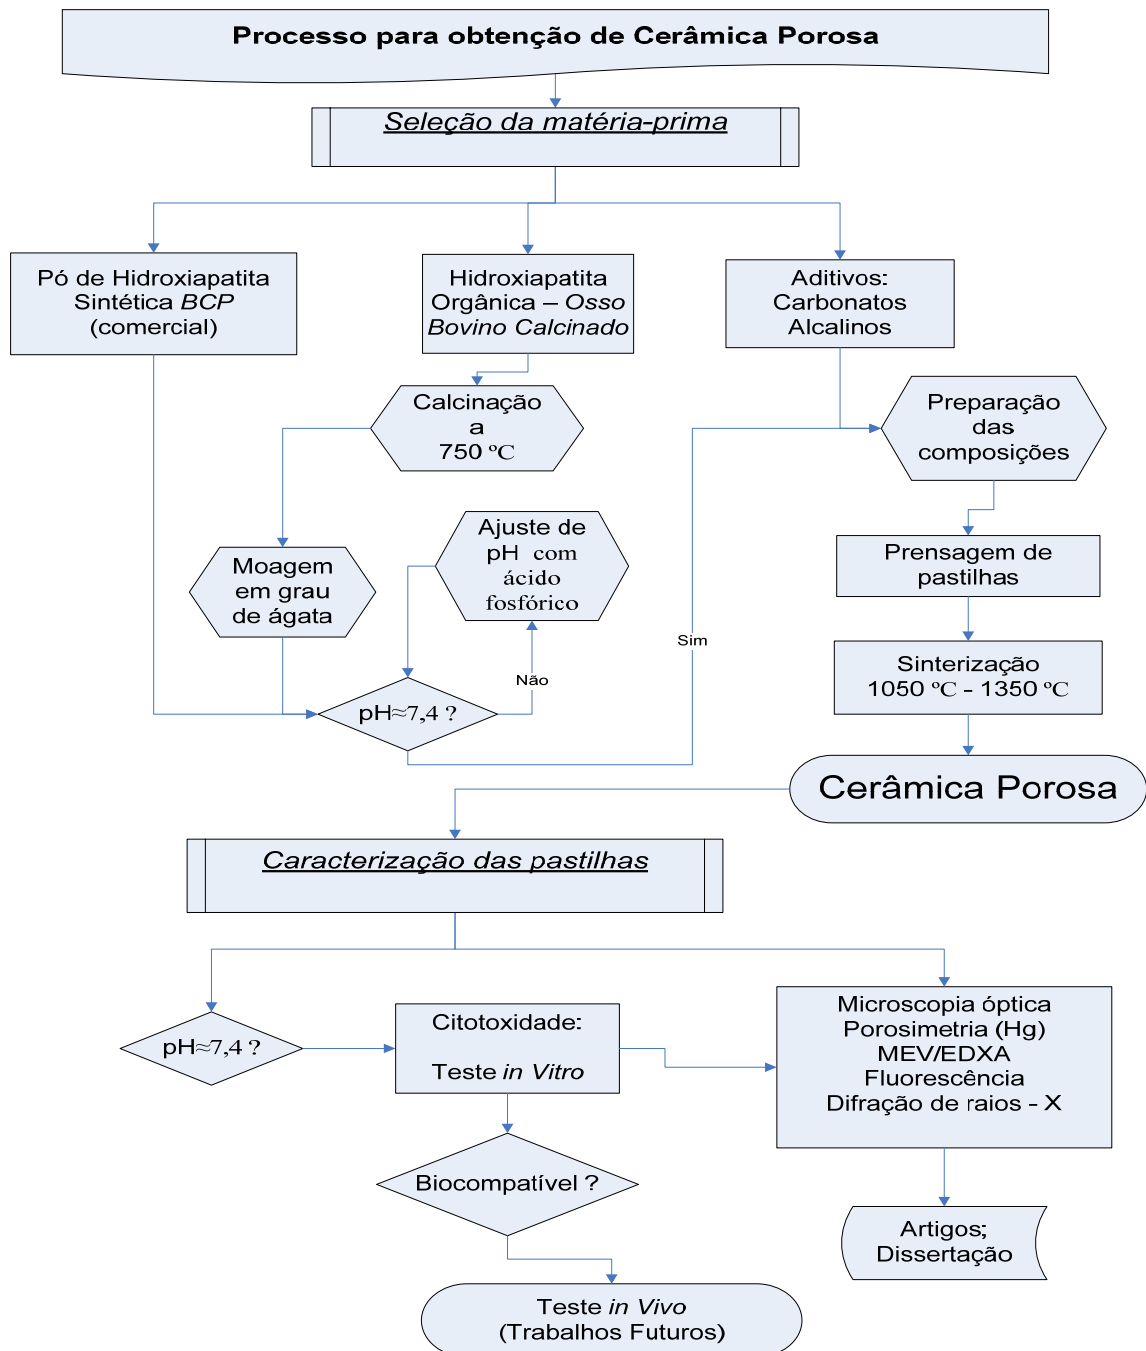 Processo para obtenção de Cerâmica Porosa
Seleção da matéria-prima
Pó de Hidroxiapatita
Sintética BCP
(comercial)
Hidroxiapatita
Orgânica – Osso
Bovino Calcinado
Aditivos:
Carbonatos
Alcalinos
Calcinação
a
750 ºC
Preparação
das
composições
Moagem
em grau
de ágata
Ajuste de
pH com
ácido
fosfórico
Prensagem de
pastilhas
Sim
Não
Sinterização
1050 ºC - 1350 ºC
pH≈7,4 ?
Cerâmica Porosa
Caracterização das pastilhas
pH≈7,4 ?
Citotoxidade:
Teste in Vitro
Microscopia óptica
Porosimetria (Hg)
MEV/EDXA
Fluorescência
Difração de raios - X
Biocompatível ?
Artigos;
Dissertação
Teste in Vivo
(Trabalhos Futuros)